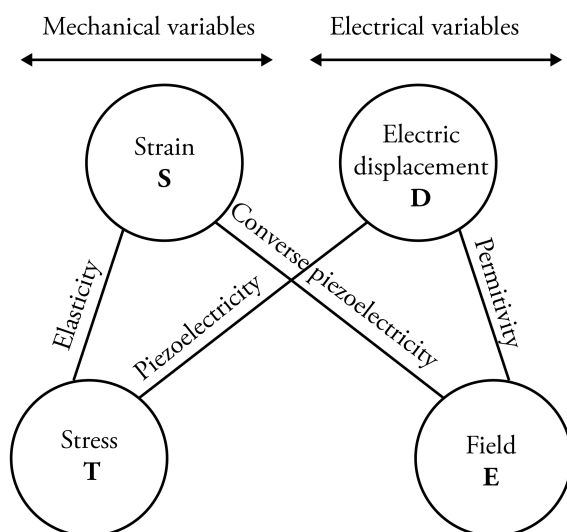 Mechanical variables
Electrical variables
Strain
S
Electric
displacement
D
Elasticity
Piezoelectricity
Converse piezoelectricity
Permitivity
Stress
T
Field
E